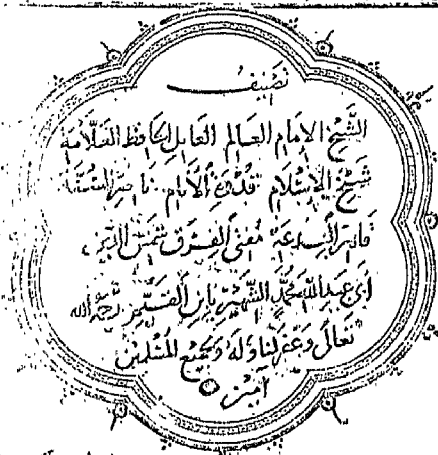 تصنيف
الشيخ الإمام العالم العامل الحافظ العلامة
شيخ الإسلام قدوة الأنام ناصر السنة
قامع البدعة مفتي الفرق شمس الدين
أبي عبد الله محمد الشهير بابن القيم رحمه الله
تعالى وغفر لنا وله ولجميع المسلمين
آمين